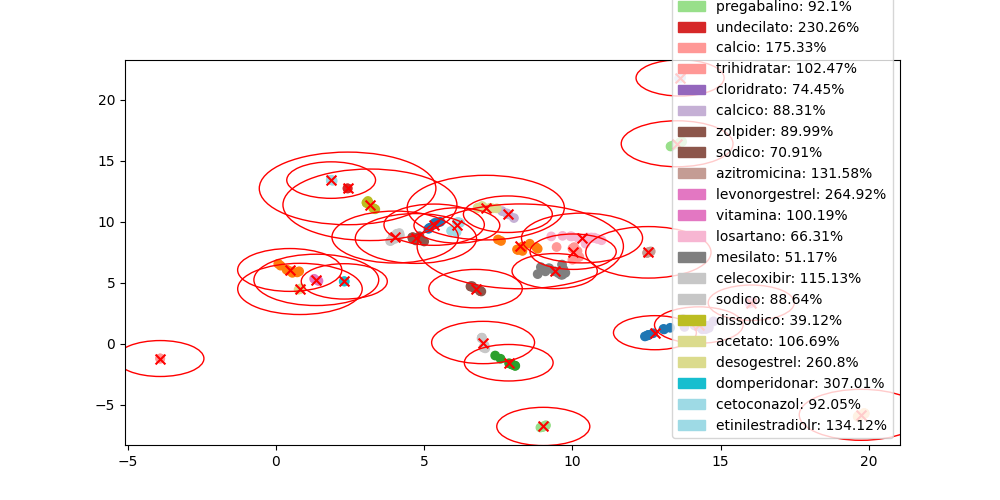 pregabalino: 92.1%
undecilato: 230.26%
calcio: 175.33%
trihidratar: 102.47%
cloridrato: 74.45%
calcico: 88.31%
zolpider: 89.99%
sodico: 70.91%
azitromicina: 131.58%
levonorgestrel: 264.92%
vitamina: 100.19%
losartano: 66.31%
mesilato: 51.17%
celecoxibir: 115.13%
sodico: 88.64%
dissodico: 39.12%
acetato: 106.69%
desogestrel: 260.8%
domperidonar: 307.01%
cetoconazol: 92.05%
etinilestradiolr: 134.12%
20
15
10
5
0
−5
−5 0 5 10 15 20